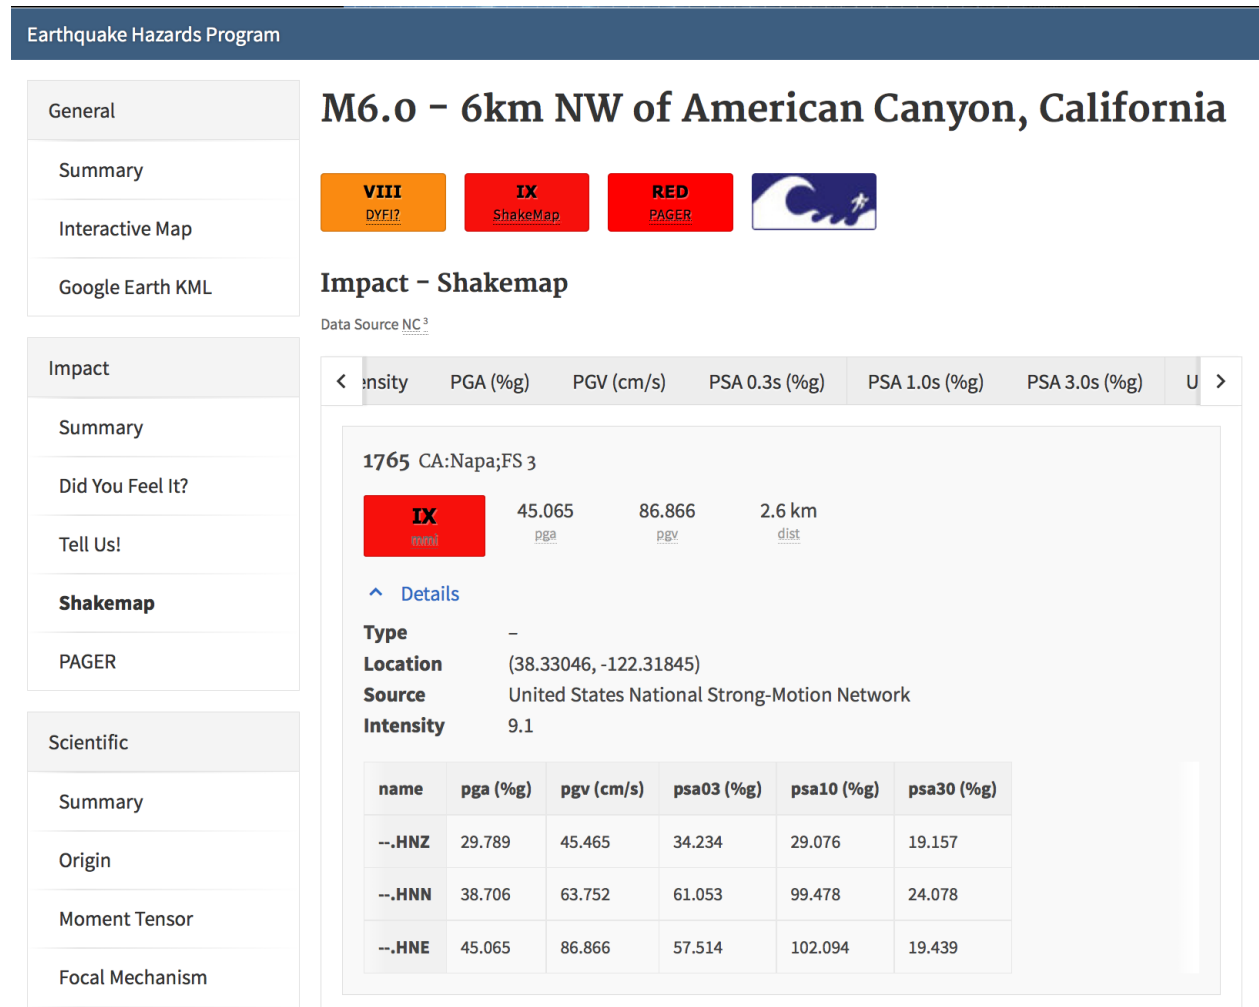 Earthquake Hazards Program
General
Summary
Interactive Map
Google Earth KML
Impact
Summary
Did You Feel It?
Tell Us!
Shakemap
PAGER
Scientific
Summary
Origin
Moment Tensor
Focal Mechanism
M6.0 - 6km NW of American Canyon, California
VIII IX RED
DYFI? ShakeMap PAGER
Impact - Shakemap
Data Source NC 3
ensity PGA (%g) PGV (cm/s) PSA 0.3s (%g) PSA 1.0s (%g) PSA 3.0s (%g) U
1765 CA:Napa;FS 3
IX 45.065 86.866 2.6 km
mmi pga pgv dist
Details
Type –
Location (38.33046, -122.31845)
Source United States National Strong-Motion Network
Intensity 9.1
name pga (%g) pgv (cm/s) psa03 (%g) psa10 (%g) psa30 (%g)
--.HNZ 29.789 45.465 34.234 29.076 19.157
--.HNN 38.706 63.752 61.053 99.478 24.078
--.HNE 45.065 86.866 57.514 102.094 19.439